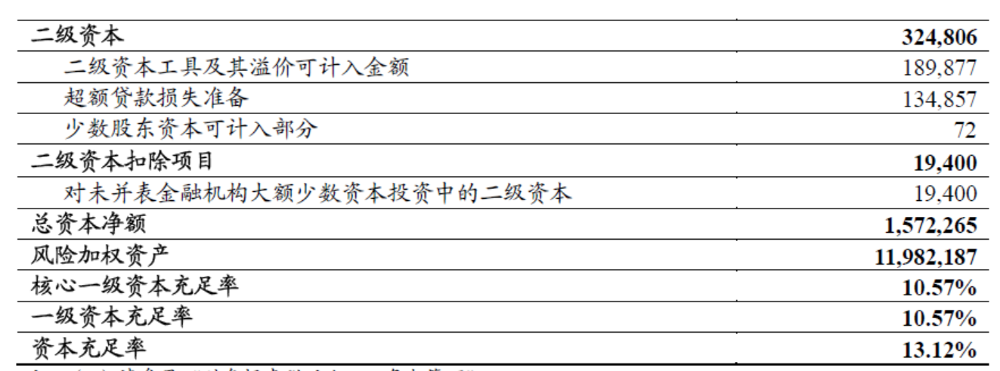 二级资本 324,806
二级资本工具及其溢价可计入金额 189,877
超额贷款损失准备 134,857
少数股东资本可计入部分 72
二级资本扣除项目 19,400
对未并表金融机构大额少数资本投资中的二级资本 19,400
总资本净额 1,572,265
风险加权资产 11,982,187
核心一级资本充足率 10.57%
一级资本充足率 10.57%
资本充足率 13.12%